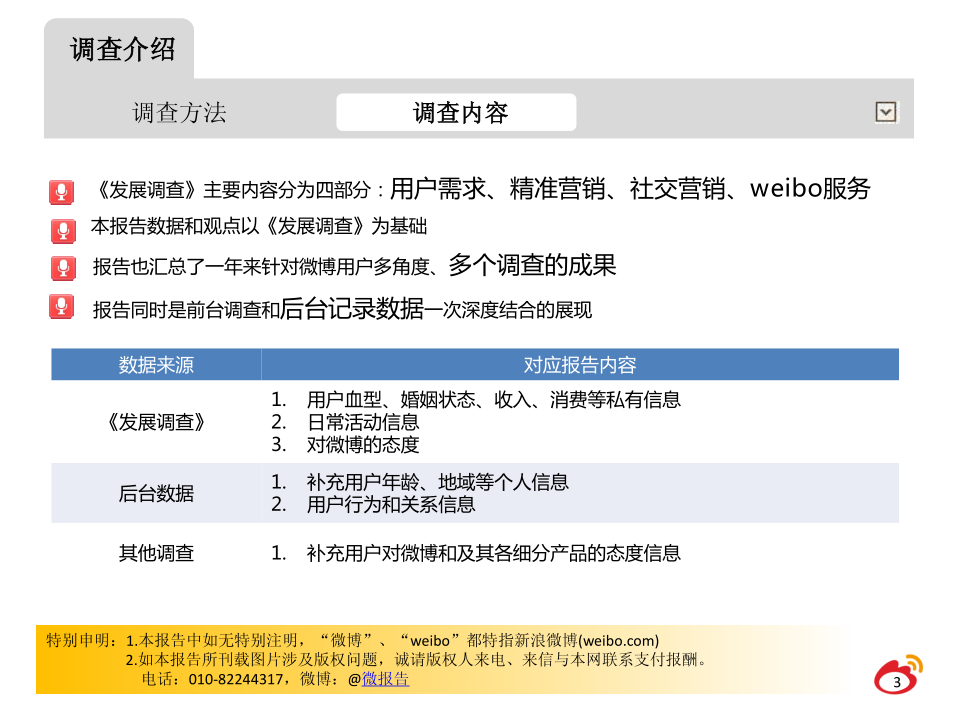 调查介绍
调查方法
调查内容
《发展调查》主要内容分为四部分：用户需求、精准营销、社交营销、weibo服务
本报告数据和观点以《发展调查》为基础
报告也汇总了一年来针对微博用户多角度、多个调查的成果
报告同时是前台调查和后台记录数据一次深度结合的展现
数据来源 对应报告内容
《发展调查》
1. 用户血型、婚姻状态、收入、消费等私有信息
2. 日常活动信息
3. 对微博的态度
后台数据
1. 补充用户年龄、地域等个人信息
2. 用户行为和关系信息
其他调查
1. 补充用户对微博和及其各细分产品的态度信息
特别申明：1.本报告中如无特别注明，“微博”、“weibo”都特指新浪微博(weibo.com)
2.如本报告所刊载图片涉及版权问题，诚请版权人来电、来信与本网联系支付报酬。
电话：010-82244317，微博：@微报告
3